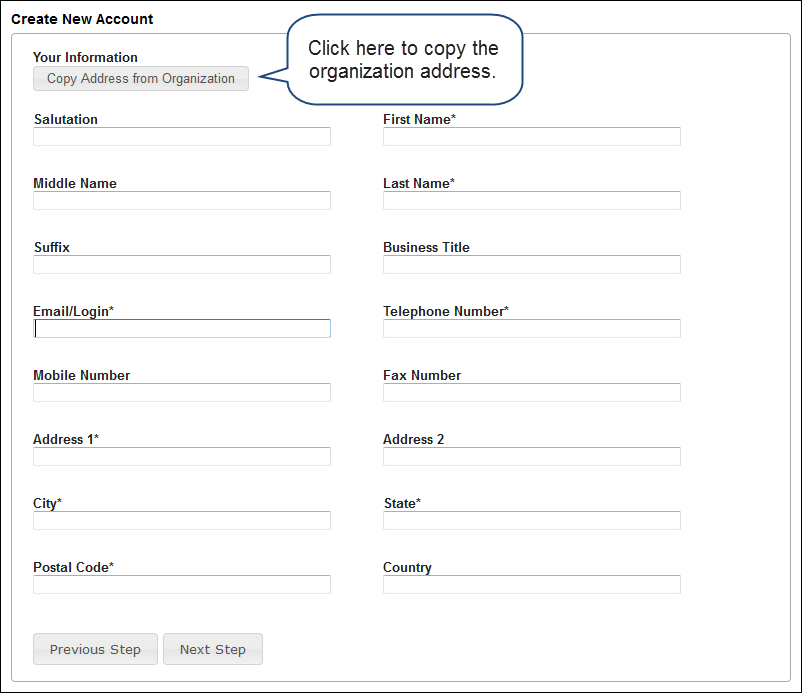 Create New Account
Your Information
Copy Address from Organization
Click here to copy the
organization address.
Salutation
First Name*
Middle Name
Last Name*
Suffix
Business Title
Email/Login*
Telephone Number*
Mobile Number
Fax Number
Address 1*
Address 2
City*
State*
Postal Code*
Country
Previous Step
Next Step